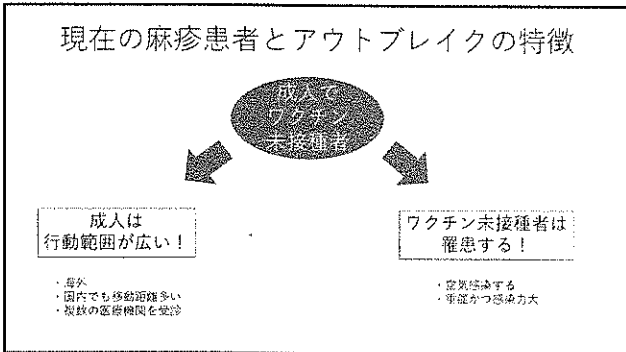 現在の麻疹患者とアウトブレイクの特徴
成人で
ワクチン
未接種者
成人は
行動範囲が広い！
・海外
・国内でも移動距離多い
・複数の医療機関を受診
ワクチン未接種者は
罹患する！
・空気感染する
・重症かつ感染力大